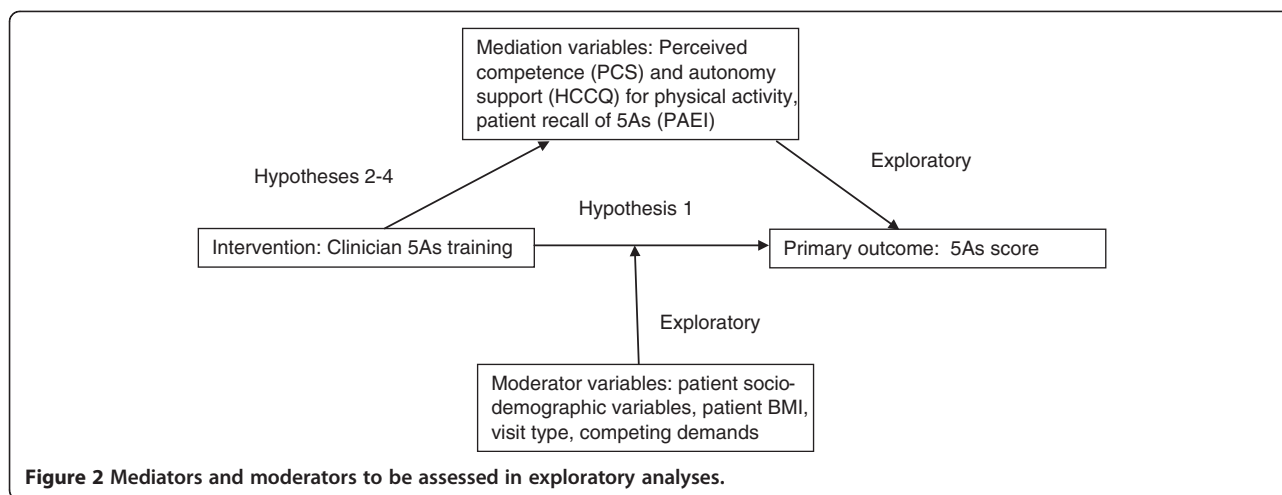 Mediation variables: Perceived
competence (PCS) and autonomy
support (HCCQ) for physical activity,
patient recall of 5As (PAEI)
Hypotheses 2-4
Exploratory
Hypothesis 1
Intervention: Clinician 5As training
Primary outcome: 5As score
Exploratory
Moderator variables: patient socio-
demographic variables, patient BMI,
visit type, competing demands
Figure 2 Mediators and moderators to be assessed in exploratory analyses.